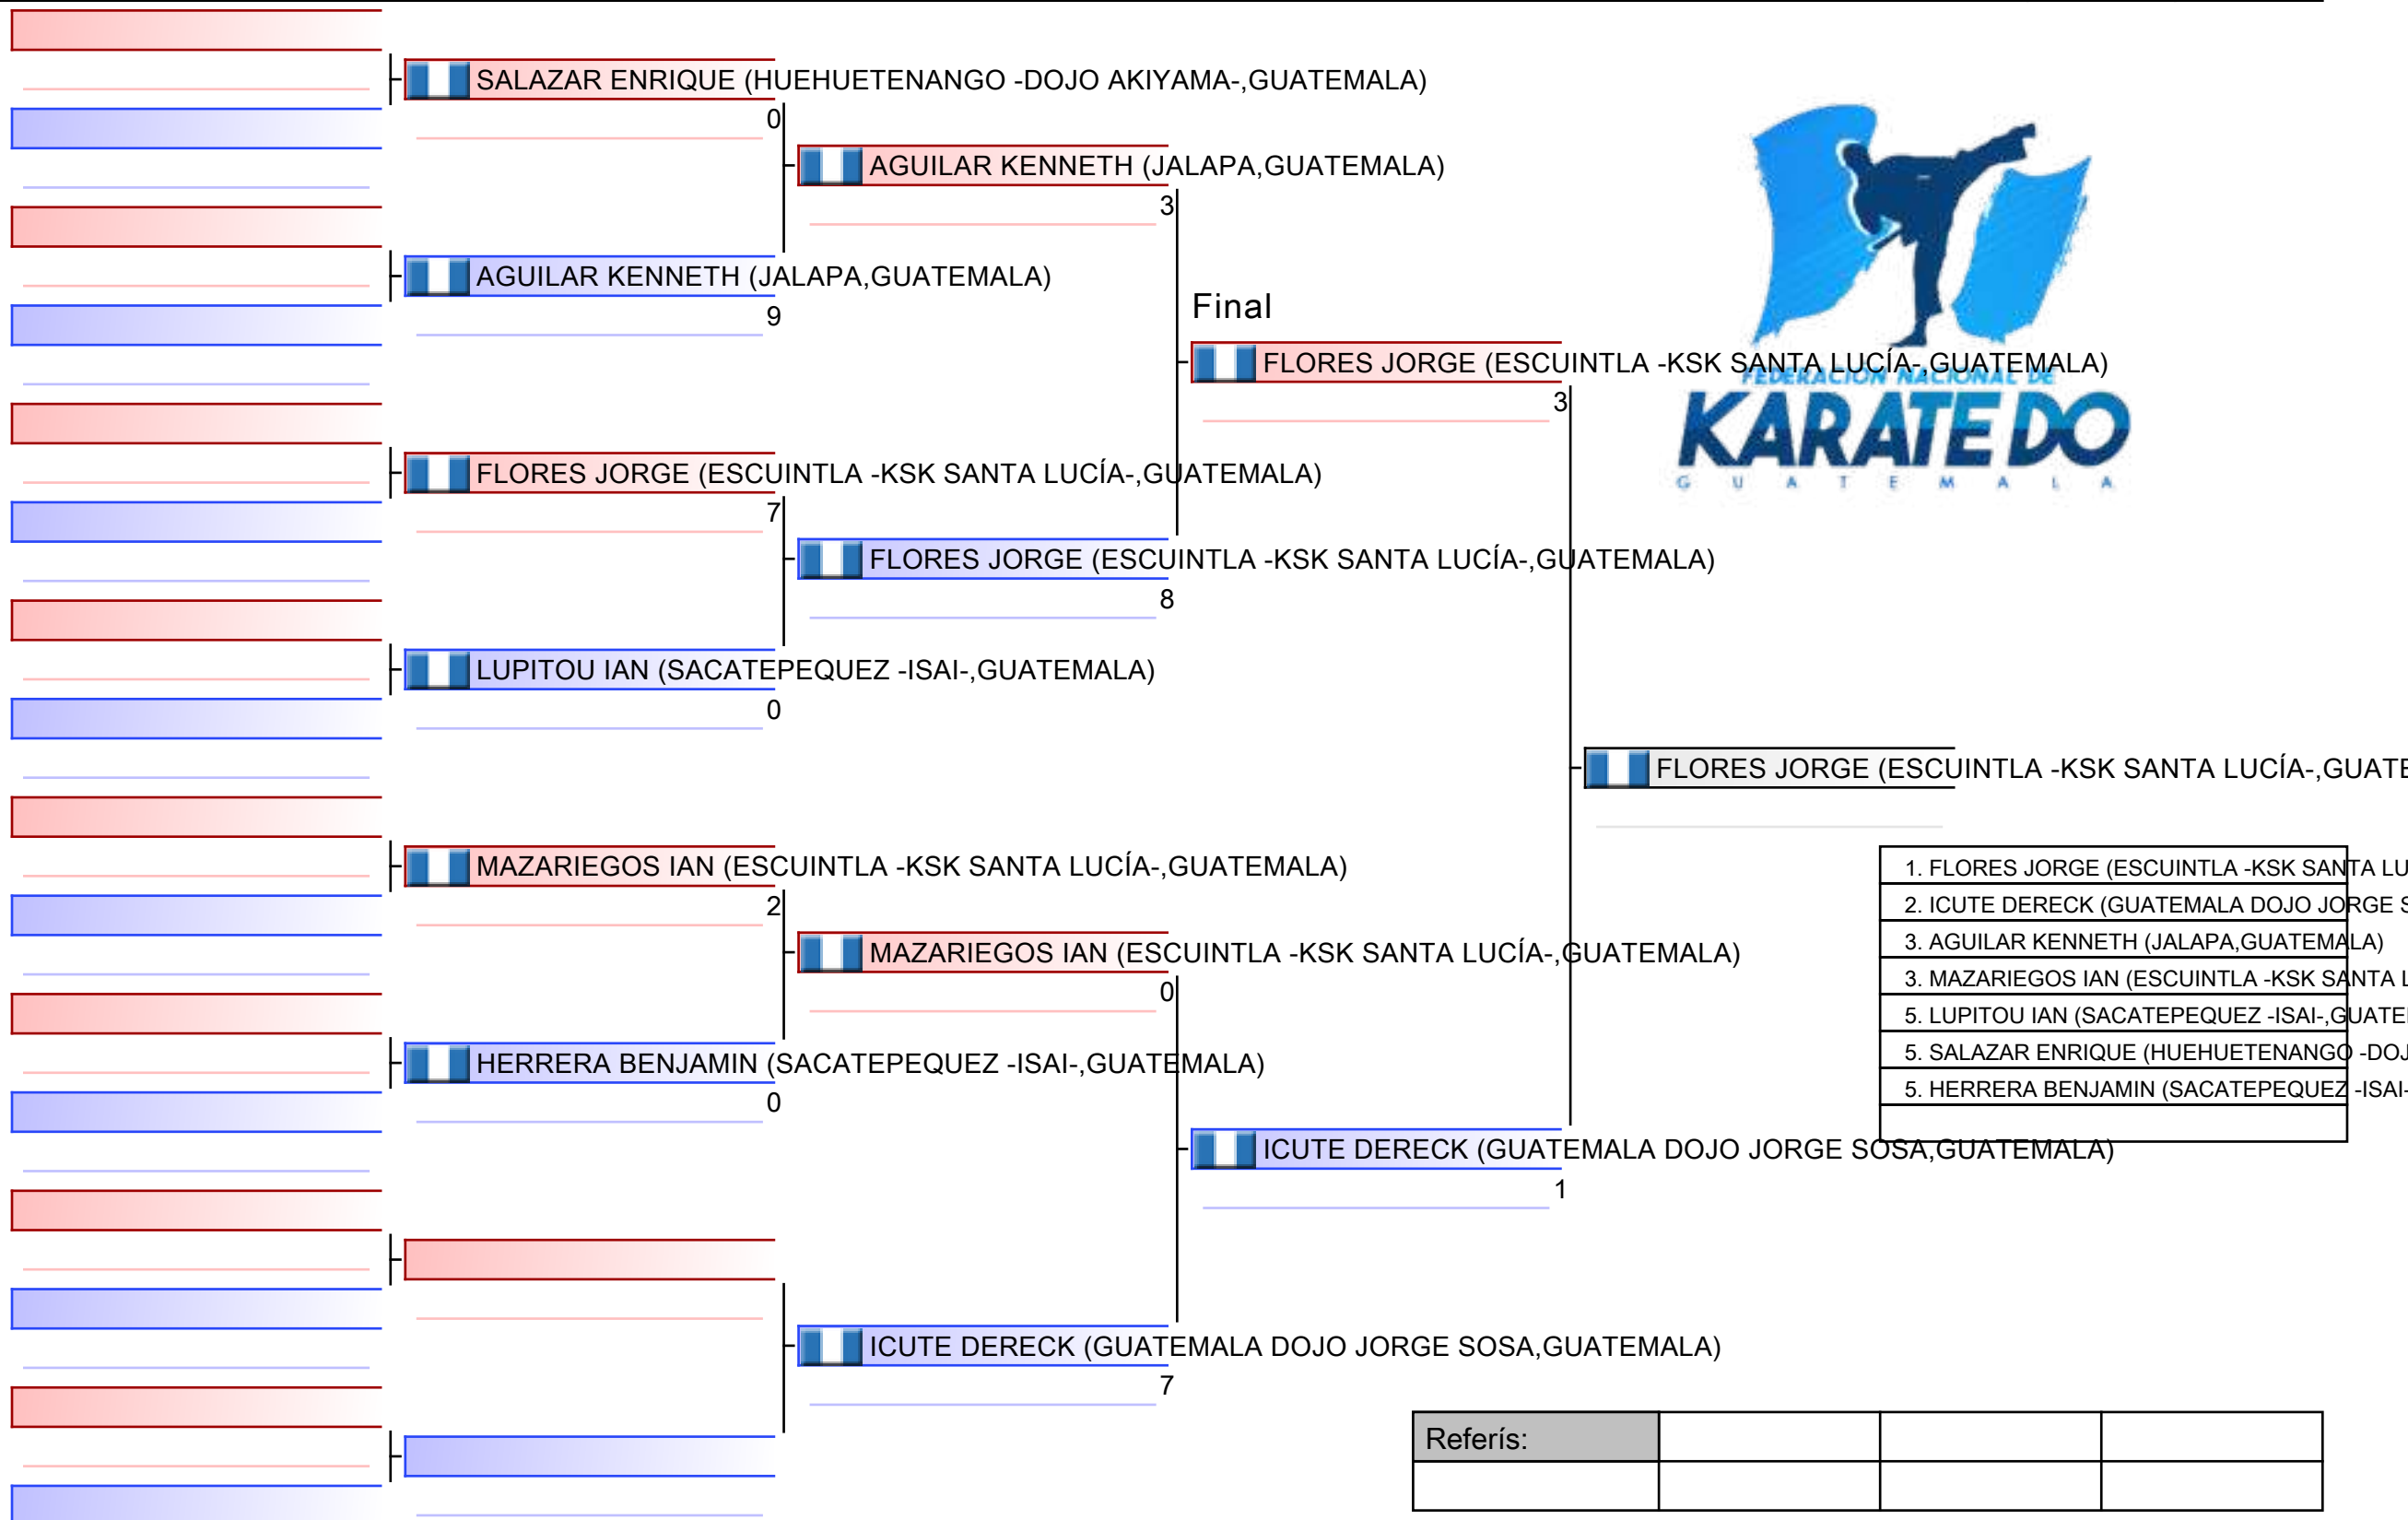 SALAZAR ENRIQUE (HUEHUETENANGO -DOJO AKIYAMA-,GUATEMALA)
0
AGUILAR KENNETH (JALAPA,GUATEMALA)
3
AGUILAR KENNETH (JALAPA,GUATEMALA)
9
Final
FLORES JORGE (ESCUINTLA -KSK SANTA LUCÍA-,GUATEMALA)
3
FEDERACIÓN NACIONAL DE
KARATE DO
GUATEMALA
FLORES JORGE (ESCUINTLA -KSK SANTA LUCÍA-,GUATEMALA)
7
FLORES JORGE (ESCUINTLA -KSK SANTA LUCÍA-,GUATEMALA)
8
LUPITOU IAN (SACATEPEQUEZ -ISAI-,GUATEMALA)
0
FLORES JORGE (ESCUINTLA -KSK SANTA LUCÍA-,GUATE
MAZARIEGOS IAN (ESCUINTLA -KSK SANTA LUCÍA-,GUATEMALA)
2
MAZARIEGOS IAN (ESCUINTLA -KSK SANTA LUCÍA-,GUATEMALA)
0
HERRERA BENJAMIN (SACATEPEQUEZ -ISAI-,GUATEMALA)
0
1. FLORES JORGE (ESCUINTLA -KSK SANTA LU
2. ICUTE DERECK (GUATEMALA DOJO JORGE S
3. AGUILAR KENNETH (JALAPA,GUATEMALA)
3. MAZARIEGOS IAN (ESCUINTLA -KSK SANTA L
5. LUPITOU IAN (SACATEPEQUEZ -ISAI-,GUATE
5. SALAZAR ENRIQUE (HUEHUETENANGO -DOJ
5. HERRERA BENJAMIN (SACATEPEQUEZ -ISAI-
ICUTE DERECK (GUATEMALA DOJO JORGE SOSA,GUATEMALA)
1
ICUTE DERECK (GUATEMALA DOJO JORGE SOSA,GUATEMALA)
7
Referís: